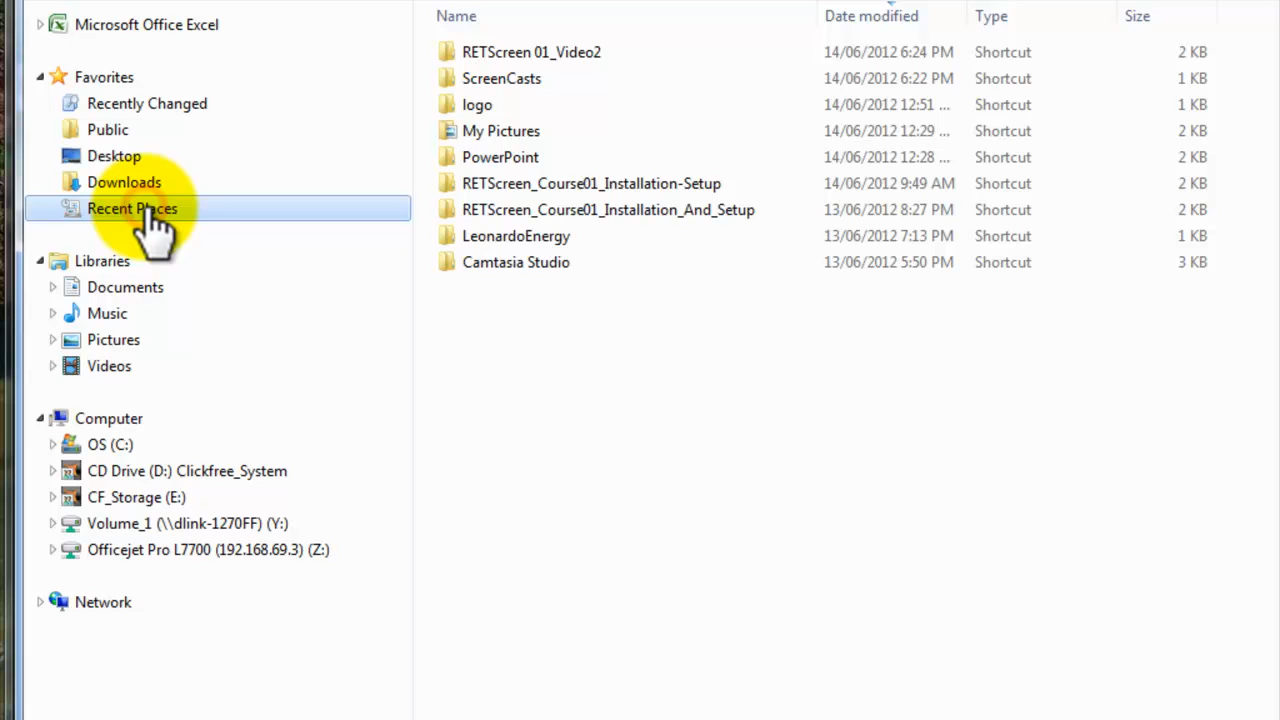 Microsoft Office Excel
Favorites
Recently Changed
Public
Desktop
Downloads
Recent Places
Libraries
Documents
Music
Pictures
Videos
Computer
OS (C:)
CD Drive (D:) Clickfree_System
CF_Storage (E:)
Volume_1 (\\dlink-1270FF) (Y:)
Officejet Pro L7700 (192.168.69.3) (Z:)
Network
Name Date modified Type Size
RETScreen 01_Video2 14/06/2012 6:24 PM Shortcut 2 KB
ScreenCasts 14/06/2012 6:22 PM Shortcut 1 KB
logo 14/06/2012 12:51 ... Shortcut 1 KB
My Pictures 14/06/2012 12:29 ... Shortcut 2 KB
PowerPoint 14/06/2012 12:28 ... Shortcut 2 KB
RETScreen_Course01_Installation-Setup 14/06/2012 9:49 AM Shortcut 2 KB
RETScreen_Course01_Installation_And_Setup 13/06/2012 8:27 PM Shortcut 2 KB
LeonardoEnergy 13/06/2012 7:13 PM Shortcut 1 KB
Camtasia Studio 13/06/2012 5:50 PM Shortcut 3 KB